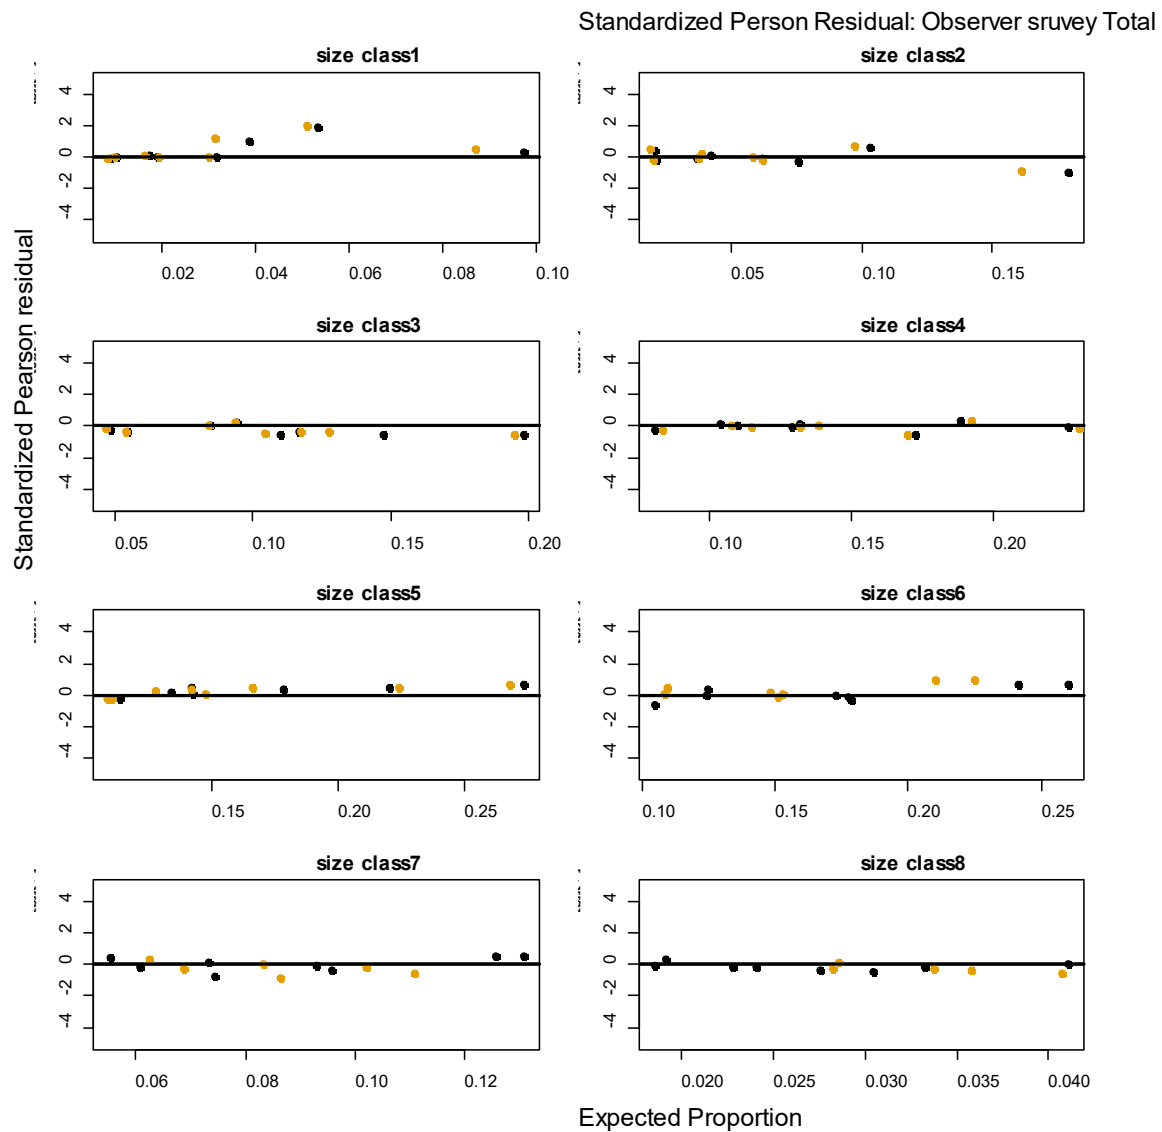 Standardized Person Residual: Observer sruvey Total
size class1
size class2
4
2
0
-2
-4
0.02 0.04 0.06 0.08 0.10
4
2
0
-2
-4
0.05 0.10 0.15
size class3
size class4
4
2
0
-2
-4
0.05 0.10 0.15 0.20
4
2
0
-2
-4
0.10 0.15 0.20
Standardized Pearson residual
size class5
size class6
4
2
0
-2
-4
0.15 0.20 0.25
4
2
0
-2
-4
0.10 0.15 0.20 0.25
size class7
size class8
4
2
0
-2
-4
0.06 0.08 0.10 0.12
4
2
0
-2
-4
0.020 0.025 0.030 0.035 0.040
Expected Proportion